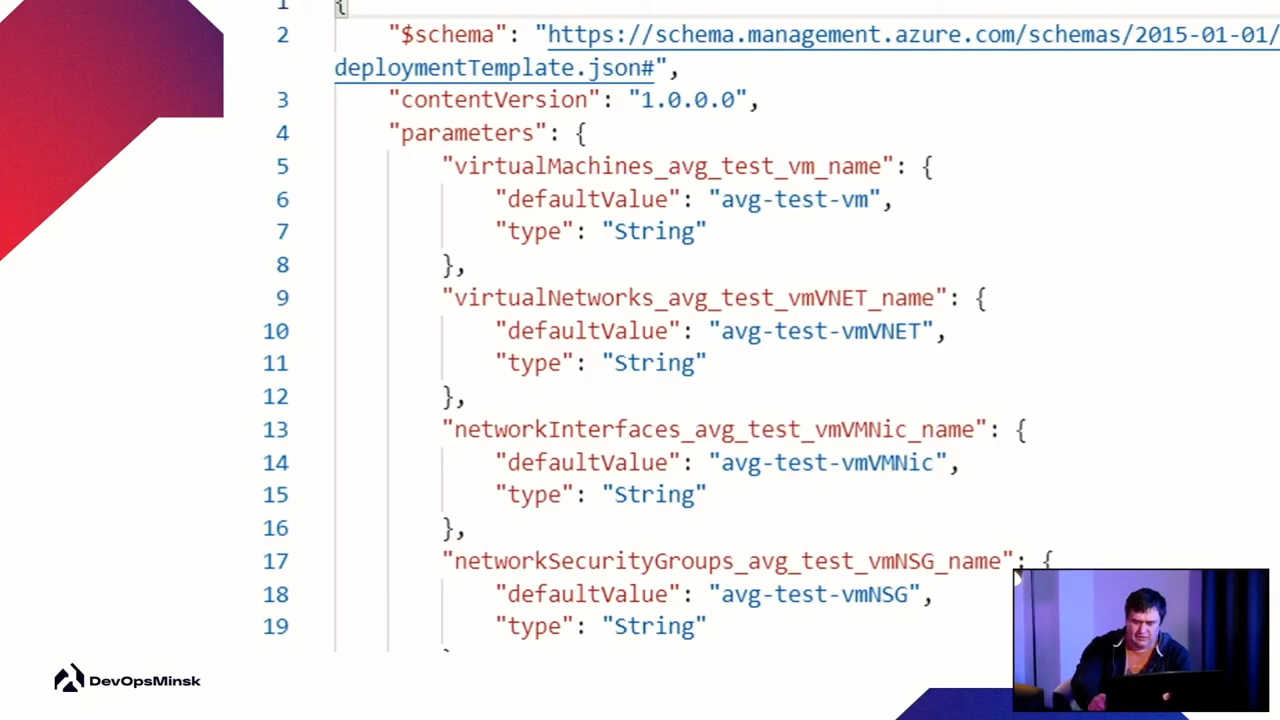 1 {
2 "$schema": "https://schema.management.azure.com/schemas/2015-01-01/
deploymentTemplate.json#",
3 "contentVersion": "1.0.0.0",
4 "parameters": {
5 "virtualMachines_avg_test_vm_name": {
6 "defaultValue": "avg-test-vm",
7 "type": "String"
8 },
9 "virtualNetworks_avg_test_vmVNET_name": {
10 "defaultValue": "avg-test-vmVNET",
11 "type": "String"
12 },
13 "networkInterfaces_avg_test_vmVMNic_name": {
14 "defaultValue": "avg-test-vmVMNic",
15 "type": "String"
16 },
17 "networkSecurityGroups_avg_test_vmNSG_name": {
18 "defaultValue": "avg-test-vmNSG",
19 "type": "String"
DevOpsMinsk